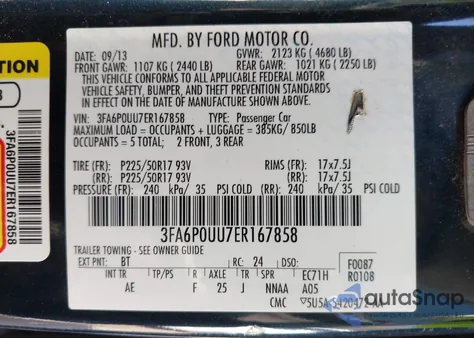 MFD. BY FORD MOTOR CO.
DATE: 09/13 GVWR: 2123 KG ( 4680 LB)
FRONT GAWR: 1107 KG ( 2440 LB) REAR GAWR: 1021 KG ( 2250 LB)
THIS VEHICLE CONFORMS TO ALL APPLICABLE FEDERAL MOTOR
VEHICLE SAFETY, BUMPER, AND THEFT PREVENTION STANDARDS
IN EFFECT ON THE DATE OF MANUFACTURE SHOWN ABOVE.
VIN: 3FA6P0UU7ER167858 TYPE: Passenger Car
MAXIMUM LOAD = OCCUPANTS + LUGGAGE = 385KG/ 850LB
OCCUPANTS = 5 TOTAL; 2 FRONT, 3 REAR
TIRE (FR): P225/50R17 93V RIMS (FR): 17x7.5J
(RR): P225/50R17 93V (RR): 17x7.5J
PRESSURE (FR): 240 kPa/ 35 PSI COLD (RR): 240 kPa/ 35 PSI COLD
3FA6P0UU7ER167858
TRAILER TOWING - SEE OWNER GUIDE
EXT PNT: BT RC: 24 DSO: F0087
INT TR TP/PS R AXLE TR SPR EC71H R0108
AE F 25 J NNAA A05
CMC
TION
3
3FA6P0UU7ER167858
autoSnap